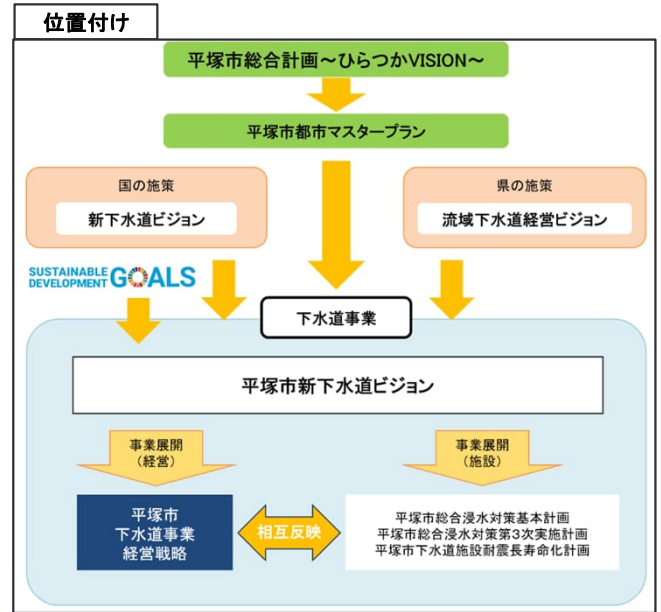 位置付け
平塚市総合計画～ひらつかVISION～
平塚市都市マスタープラン
国の施策
新下水道ビジョン
県の施策
流域下水道経営ビジョン
SUSTAINABLE
DEVELOPMENT
GOALS
下水道事業
平塚市新下水道ビジョン
事業展開
（経営）
事業展開
（施設）
平塚市
下水道事業
経営戦略
相互反映
平塚市総合浸水対策基本計画
平塚市総合浸水対策第3次実施計画
平塚市下水道施設耐震長寿命化計画